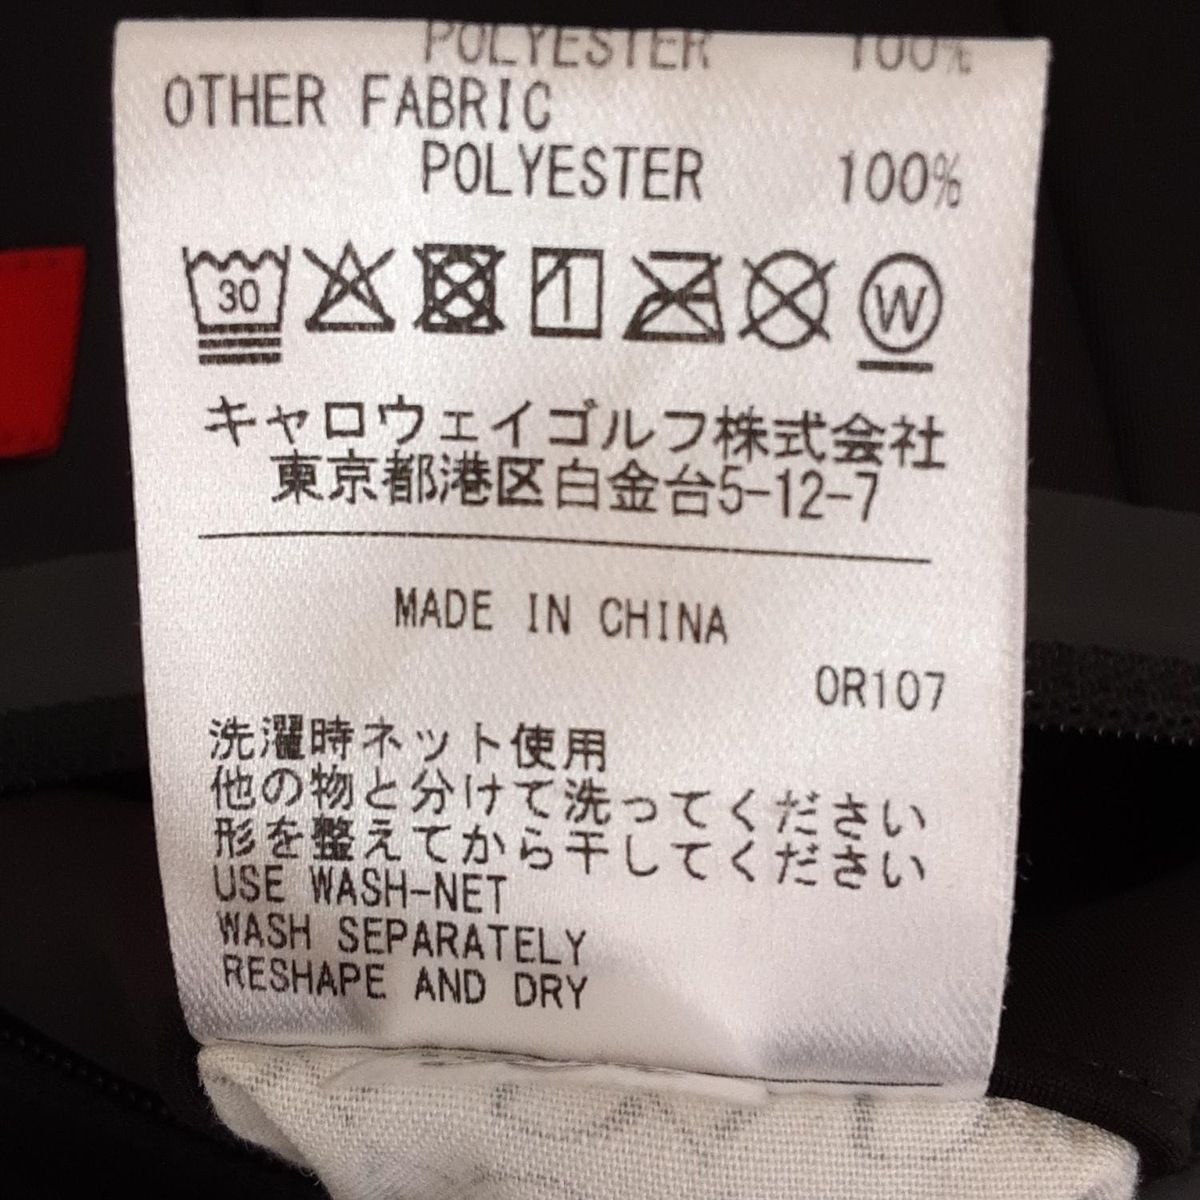 POLYESTER 100%
OTHER FABRIC
POLYESTER 100%
30 W
キャロウェイゴルフ株式会社
東京都港区白金台5-12-7
MADE IN CHINA
0R107
洗濯時ネット使用
他の物と分けて洗ってください
形を整えてから干してください
USE WASH-NET
WASH SEPARATELY
RESHAPE AND DRY